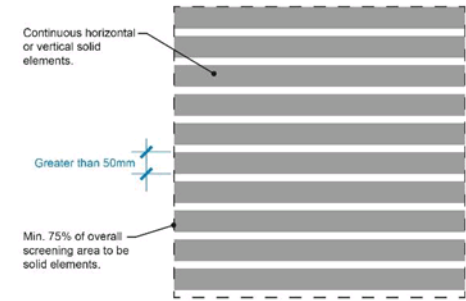 Continuous horizontal
or vertical solid
elements.
Greater than 50mm
Min. 75% of overall
screening area to be
solid elements.